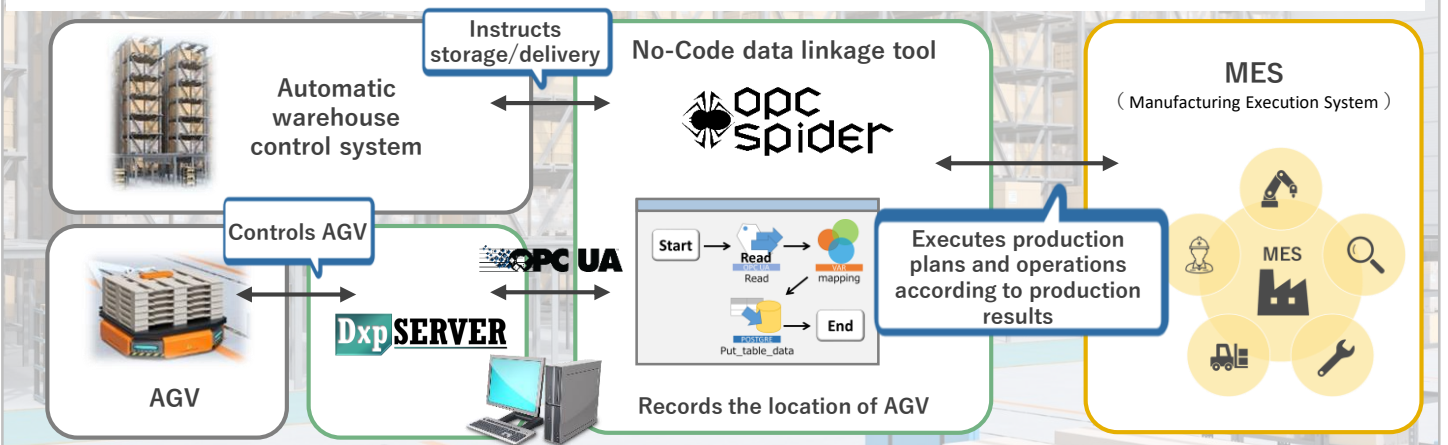 Instructs
storage/delivery
Automatic
warehouse
control system
No-Code data linkage tool
opc
spider
MES
( Manufacturing Execution System )
Controls AGV
AGV
OPC UA
Dxp SERVER
Start
Read
OPC UA
Read
VAR
mapping
POSTGRE
Put_table_data
End
Records the location of AGV
Executes production
plans and operations
according to production
results
MES